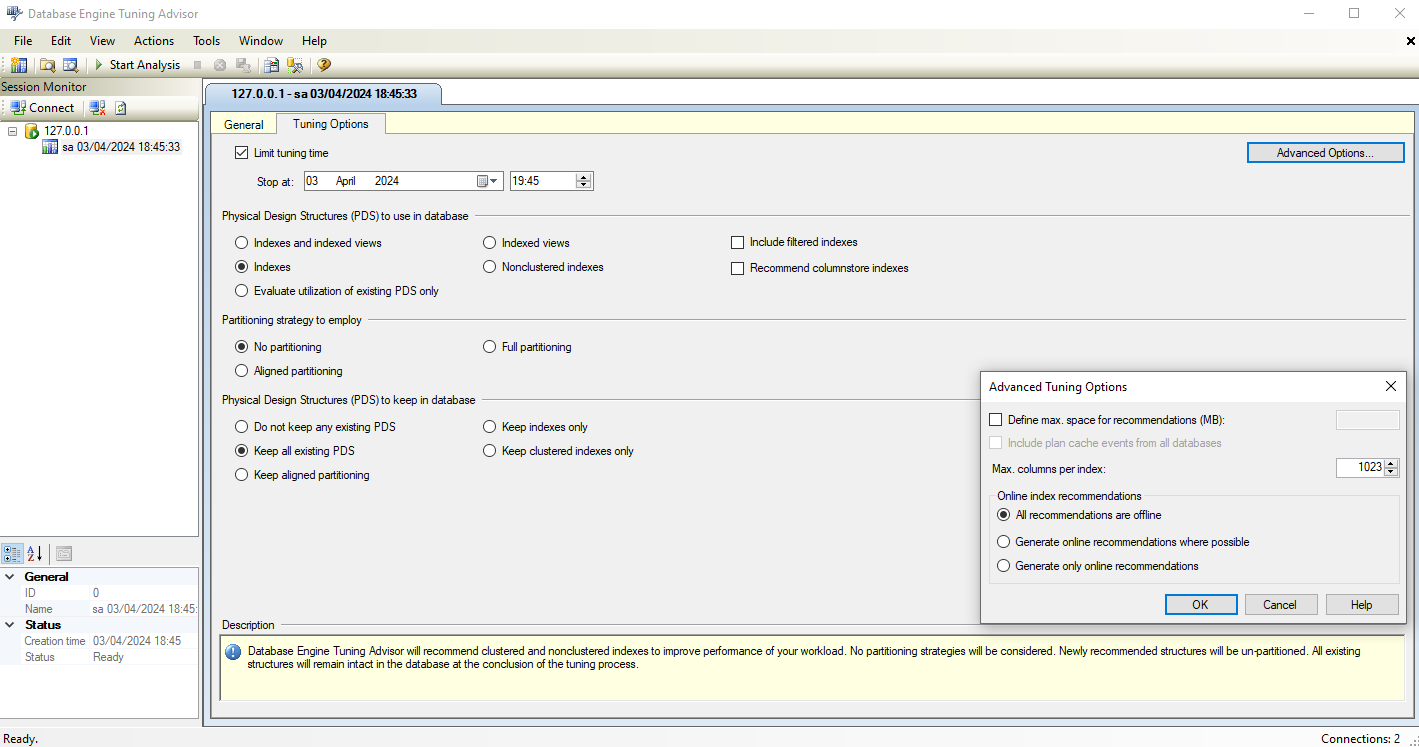 Database Engine Tuning Advisor
File Edit View Actions Tools Window Help
Start Analysis
Session Monitor
Connect
127.0.0.1
sa 03/04/2024 18:45:33
General
ID 0
Name sa 03/04/2024 18:45:
Status
Creation time 03/04/2024 18:45
Status Ready
127.0.0.1 - sa 03/04/2024 18:45:33
General Tuning Options
Limit tuning time
Advanced Options...
Stop at: 03 April 2024 19:45
Physical Design Structures (PDS) to use in database
Indexes and indexed views Indexed views Include filtered indexes
Indexes Nonclustered indexes Recommend columnstore indexes
Evaluate utilization of existing PDS only
Partitioning strategy to employ
No partitioning Full partitioning
Aligned partitioning
Physical Design Structures (PDS) to keep in database
Do not keep any existing PDS Keep indexes only
Keep all existing PDS Keep clustered indexes only
Keep aligned partitioning
Advanced Tuning Options
Define max. space for recommendations (MB):
Include plan cache events from all databases
Max. columns per index: 1023
Online index recommendations
All recommendations are offline
Generate online recommendations where possible
Generate only online recommendations
OK Cancel Help
Description
Database Engine Tuning Advisor will recommend clustered and nonclustered indexes to improve performance of your workload. No partitioning strategies will be considered. Newly recommended structures will be un-partitioned. All existing
structures will remain intact in the database at the conclusion of the tuning process.
Ready. Connections: 2